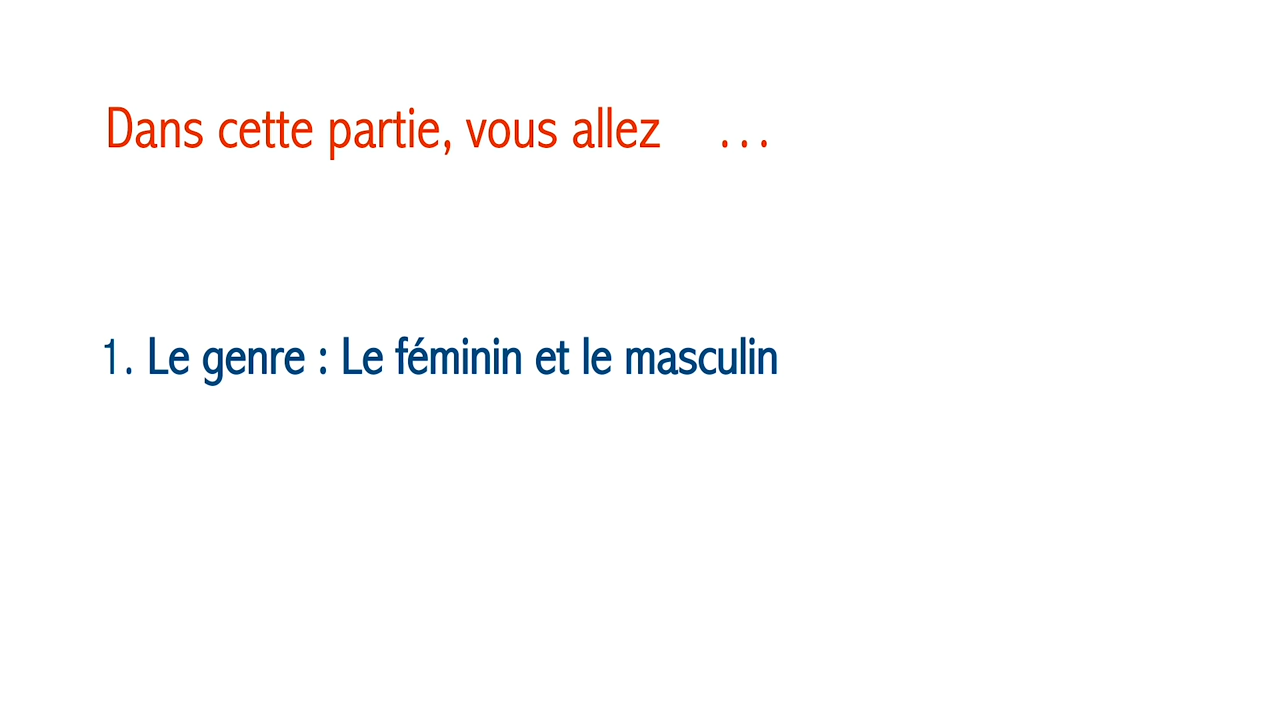 Dans cette partie, vous allez ...
1. Le genre : Le féminin et le masculin